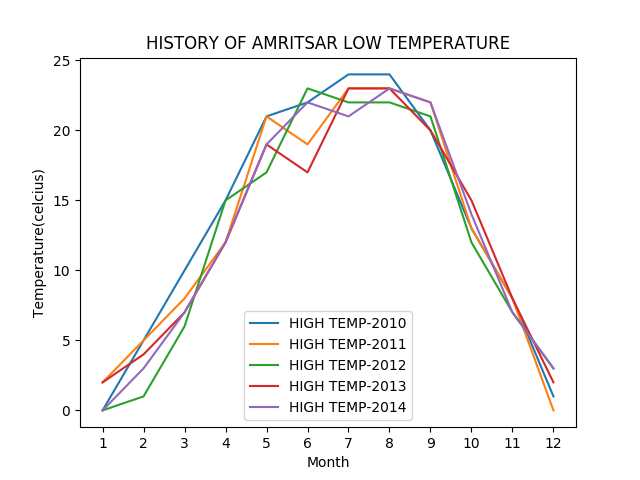 HISTORY OF AMRITSAR LOW TEMPERATURE
25
20
15
10
5
0
Temperature(celcius)
HIGH TEMP-2010
HIGH TEMP-2011
HIGH TEMP-2012
HIGH TEMP-2013
HIGH TEMP-2014
1 2 3 4 5 6 7 8 9 10 11 12
Month